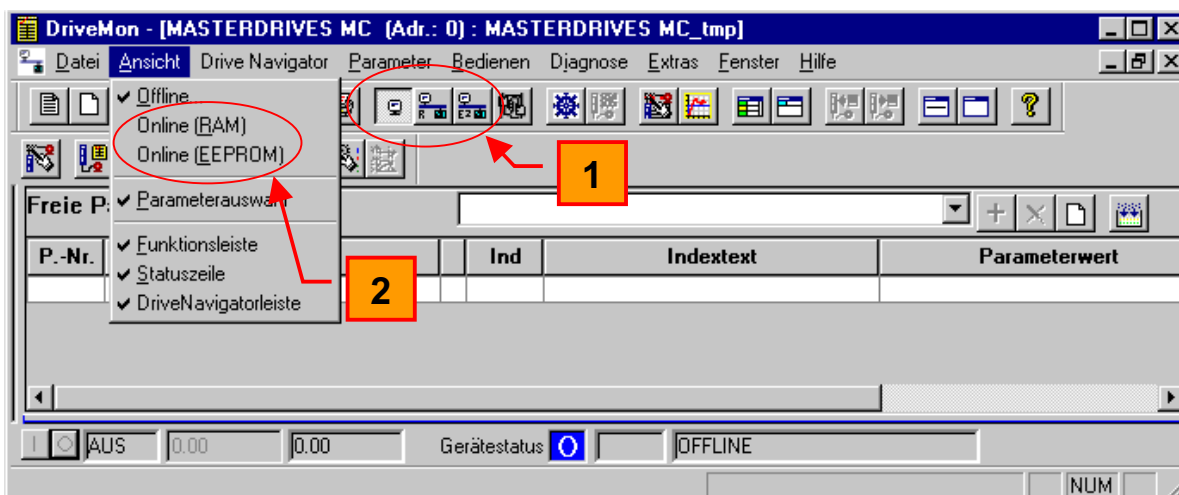 DriveMon - [MASTERDRIVES MC (Adr.: 0) : MASTERDRIVES MC_tmp]
Datei Ansicht Drive Navigator Parameter Bedienen Djagnose Extras Fenster Hilfe
Offline...
Online (RAM)
Online (EEPROM)
1
Freie P
Parameterauswahl
P.-Nr. Ind Indextext Parameterwert
Funktionsleiste
Statuszeile
DriveNavigatorleiste
2
AUS 0.00 0.00 Gerätestatus OFFLINE
NUM